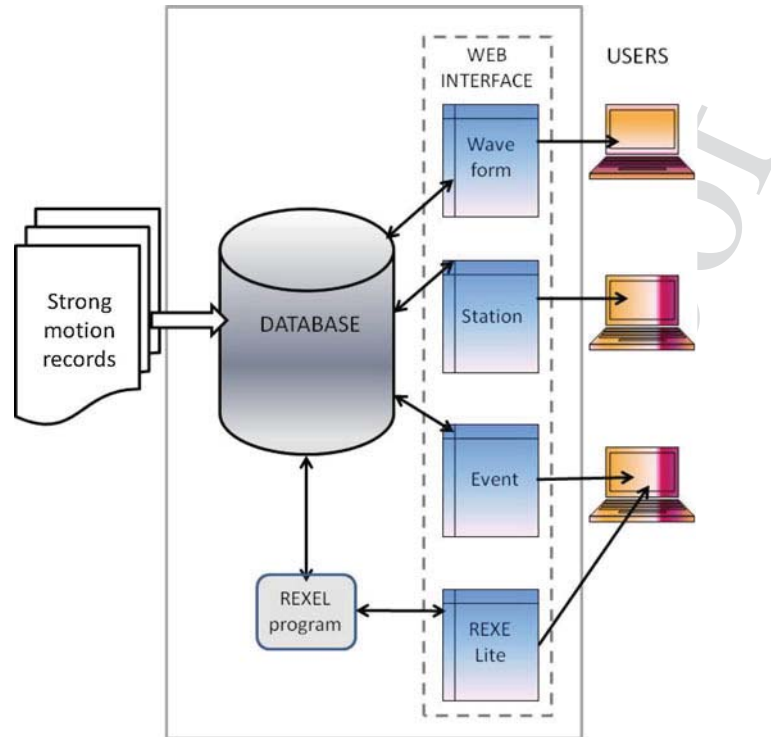 WEB
INTERFACE
USERS
Wave
form
Strong
motion
records
DATABASE
Station
Event
REXEL
program
REXE
Lite